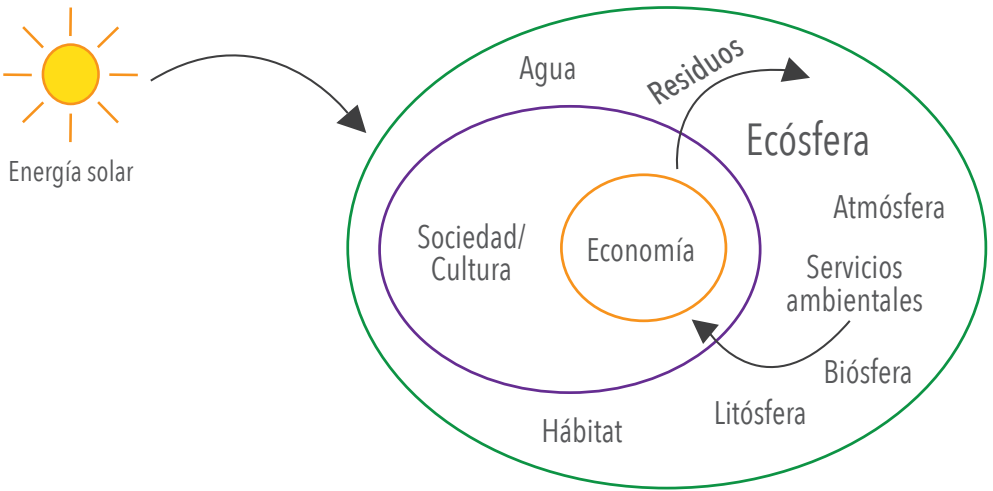 Energía solar
Agua
Residuos
Ecósfera
Atmósfera
Sociedad/
Cultura
Economía
Servicios
ambientales
Biósfera
Litósfera
Hábitat